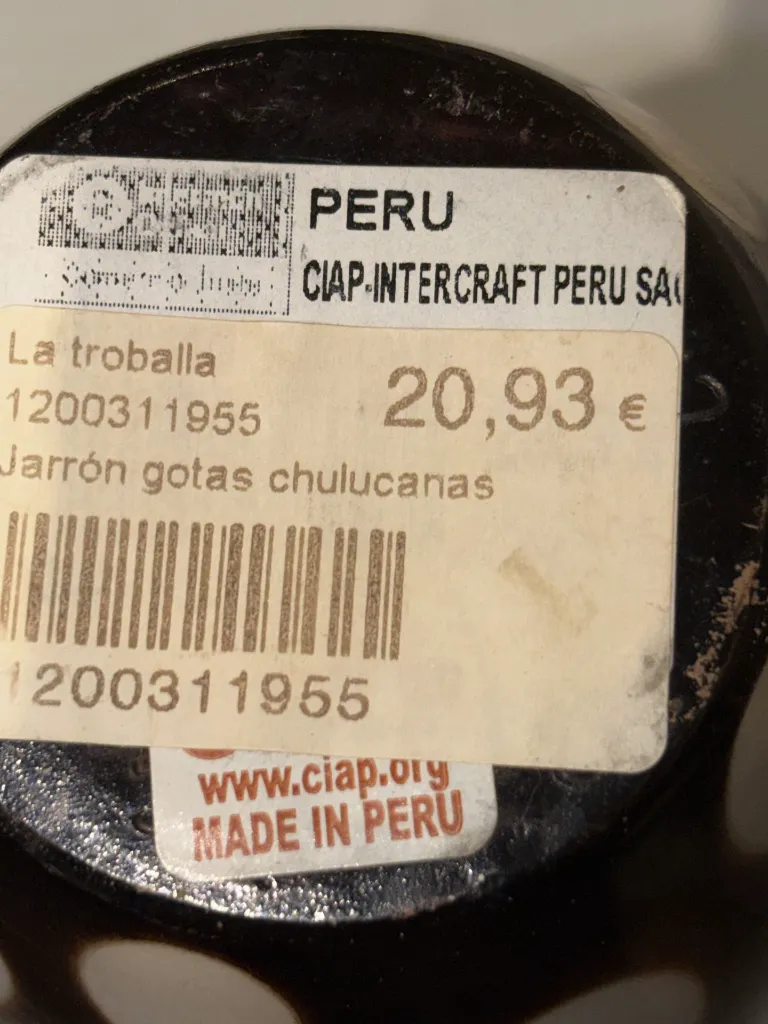 PERU
CIAP-INTERCRAFT PERU SA
La troballa
1200311955
20,93 €
Jarrón gotas chulucanas
1200311955
www.ciap.org
MADE IN PERU